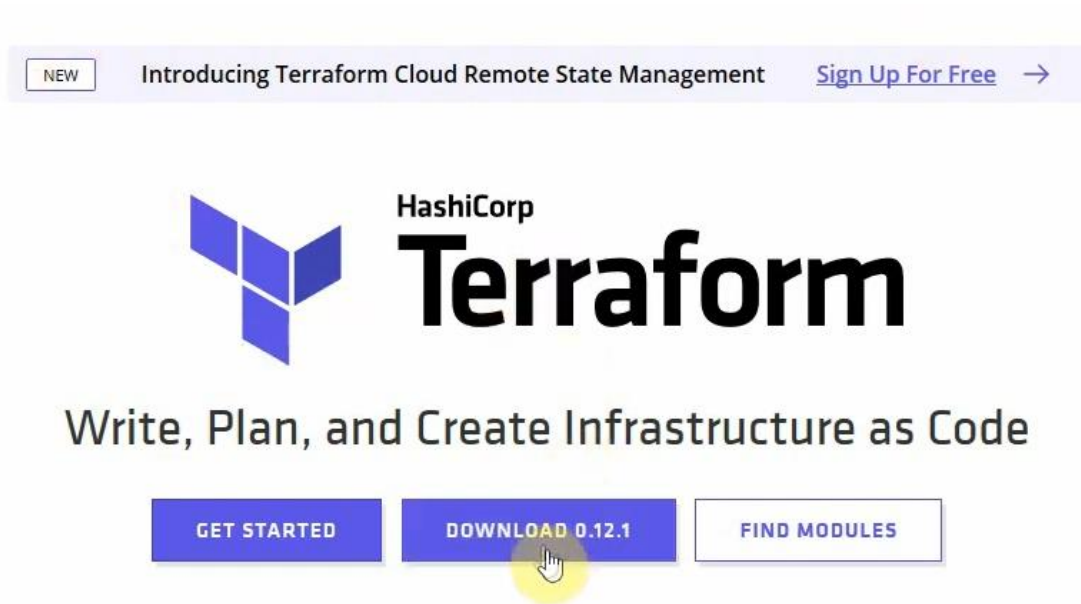 NEW Introducing Terraform Cloud Remote State Management Sign Up For Free →
HashiCorp
Terraform
Write, Plan, and Create Infrastructure as Code
GET STARTED DOWNLOAD 0.12.1 FIND MODULES